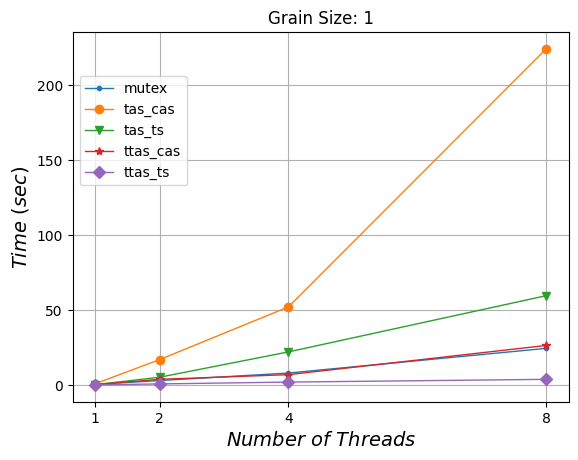 Grain Size: 1
mutex
tas_cas
tas_ts
ttas_cas
ttas_ts
200
150
100
50
0
Time (sec)
1 2 4 8
Number of Threads